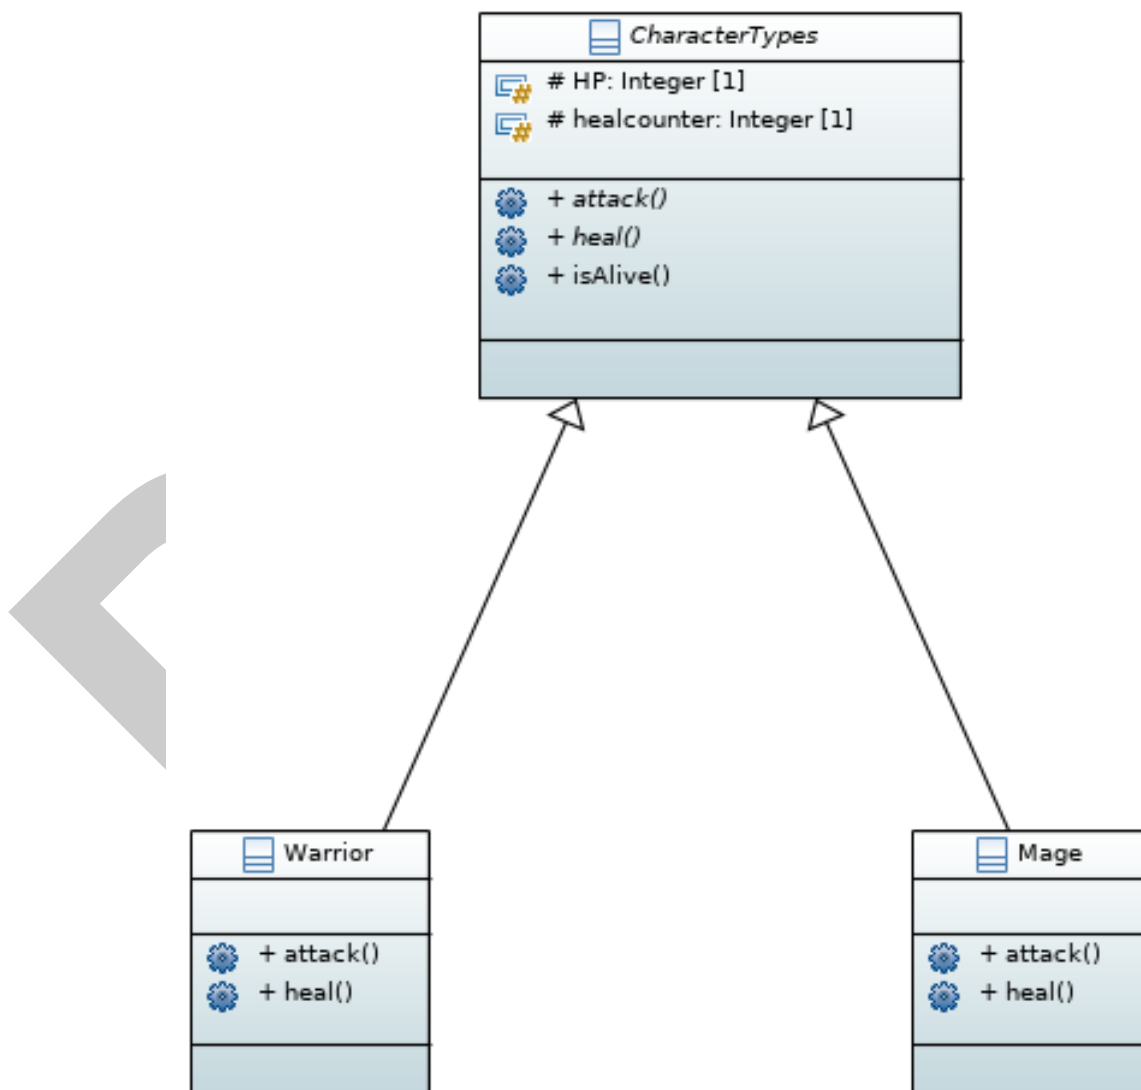 CharacterTypes
# HP: Integer [1]
# healcounter: Integer [1]
+ attack()
+ heal()
+ isAlive()
Warrior
+ attack()
+ heal()
Mage
+ attack()
+ heal()